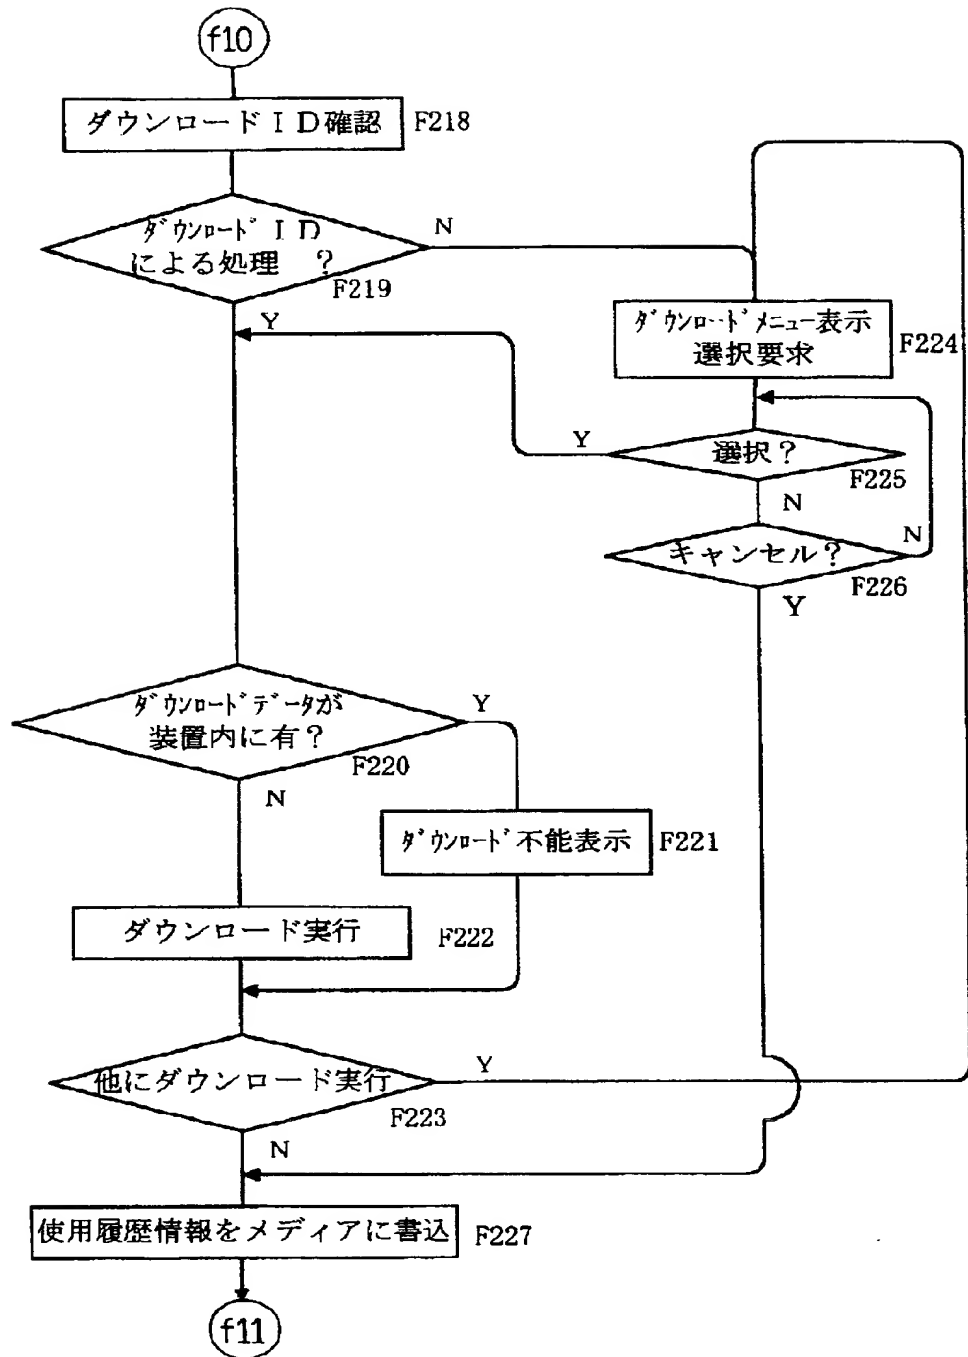 f10
ダウンロードＩＤ確認 F218
ﾀﾞｳﾝﾛｰﾄﾞＩＤ
による処理 ?
F219
N
Y
ﾀﾞｳﾝﾛｰﾄﾞﾒﾆｭｰ表示
選択要求
F224
選択?
F225
Y
N
キャンセル?
F226
N
Y
ﾀﾞｳﾝﾛｰﾄﾞﾃﾞｰﾀが
装置内に有?
F220
Y
N
ﾀﾞｳﾝﾛｰﾄﾞ不能表示 F221
ダウンロード実行 F222
他にダウンロード実行
F223
Y
N
使用履歴情報をメディアに書込 F227
f11